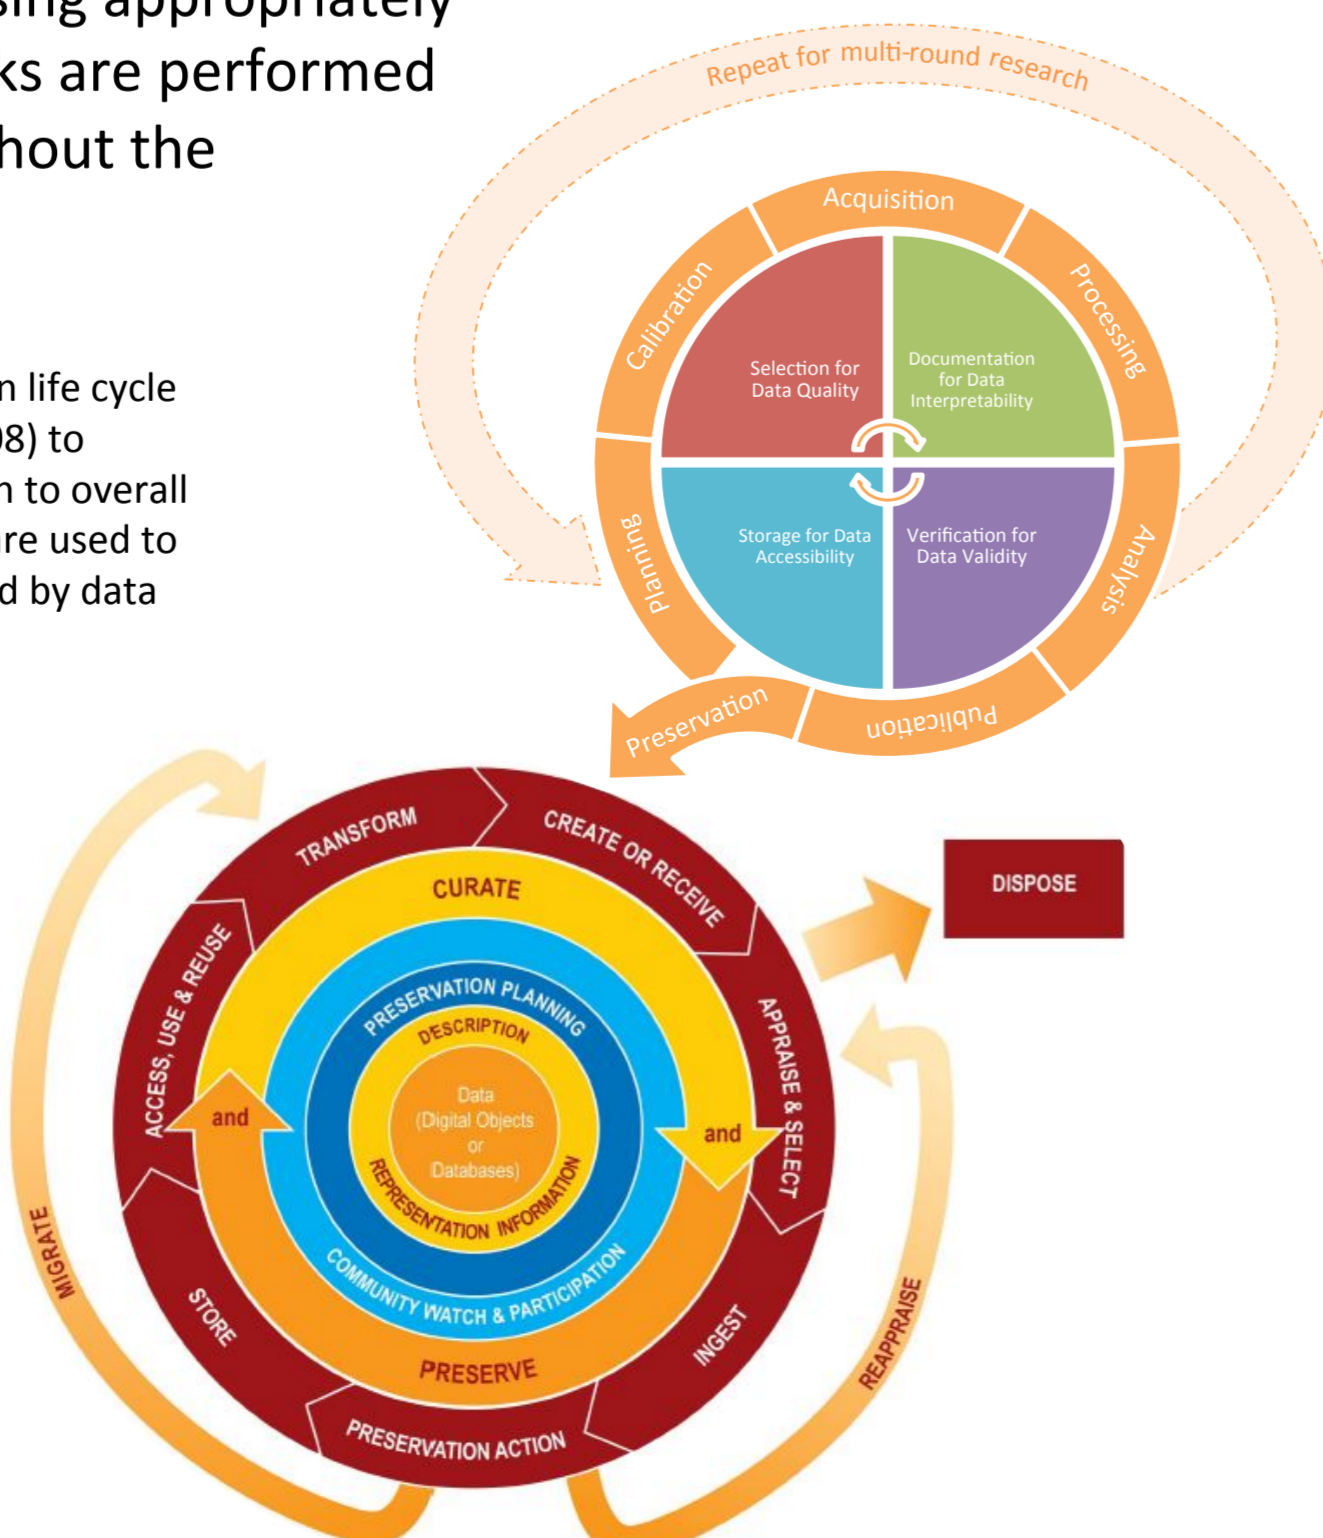 sing appropriately
ks are performed
hout the
n life cycle
08) to
n to overall
are used to
d by data
Repeat for multi-round research
Acquisition
Calibration
Processing
Selection for
Data Quality
Documentation
for Data
Interpretability
Planning
Storage for Data
Accessibility
Verification for
Data Validity
Analysis
Preservation
Publication
TRANSFORM
CREATE OR RECEIVE
DISPOSE
CURATE
ACCESS, USE & REUSE
PRESERVATION PLANNING
APPRAISE & SELECT
DESCRIPTION
Data
(Digital Objects
or
Databases)
and
and
REPRESENTATION INFORMATION
COMMUNITY WATCH & PARTICIPATION
MIGRATE
STORE
INGEST
REAPPRAISE
PRESERVE
PRESERVATION ACTION